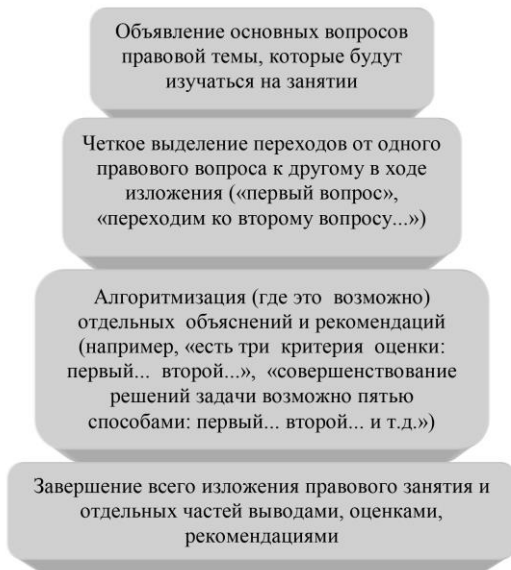 Объявление основных вопросов
правовой темы, которые будут
изучаться на занятии
Четкое выделение переходов от одного
правового вопроса к другому в ходе
изложения («первый вопрос»,
«переходим ко второму вопросу...»)
Алгоритмизация (где это возможно)
отдельных объяснений и рекомендаций
(например, «есть три критерия оценки:
первый... второй...», «совершенствование
решений задачи возможно пятью
способами: первый... второй... и т.д.»)
Завершение всего изложения правового занятия и
отдельных частей выводами, оценками,
рекомендациями